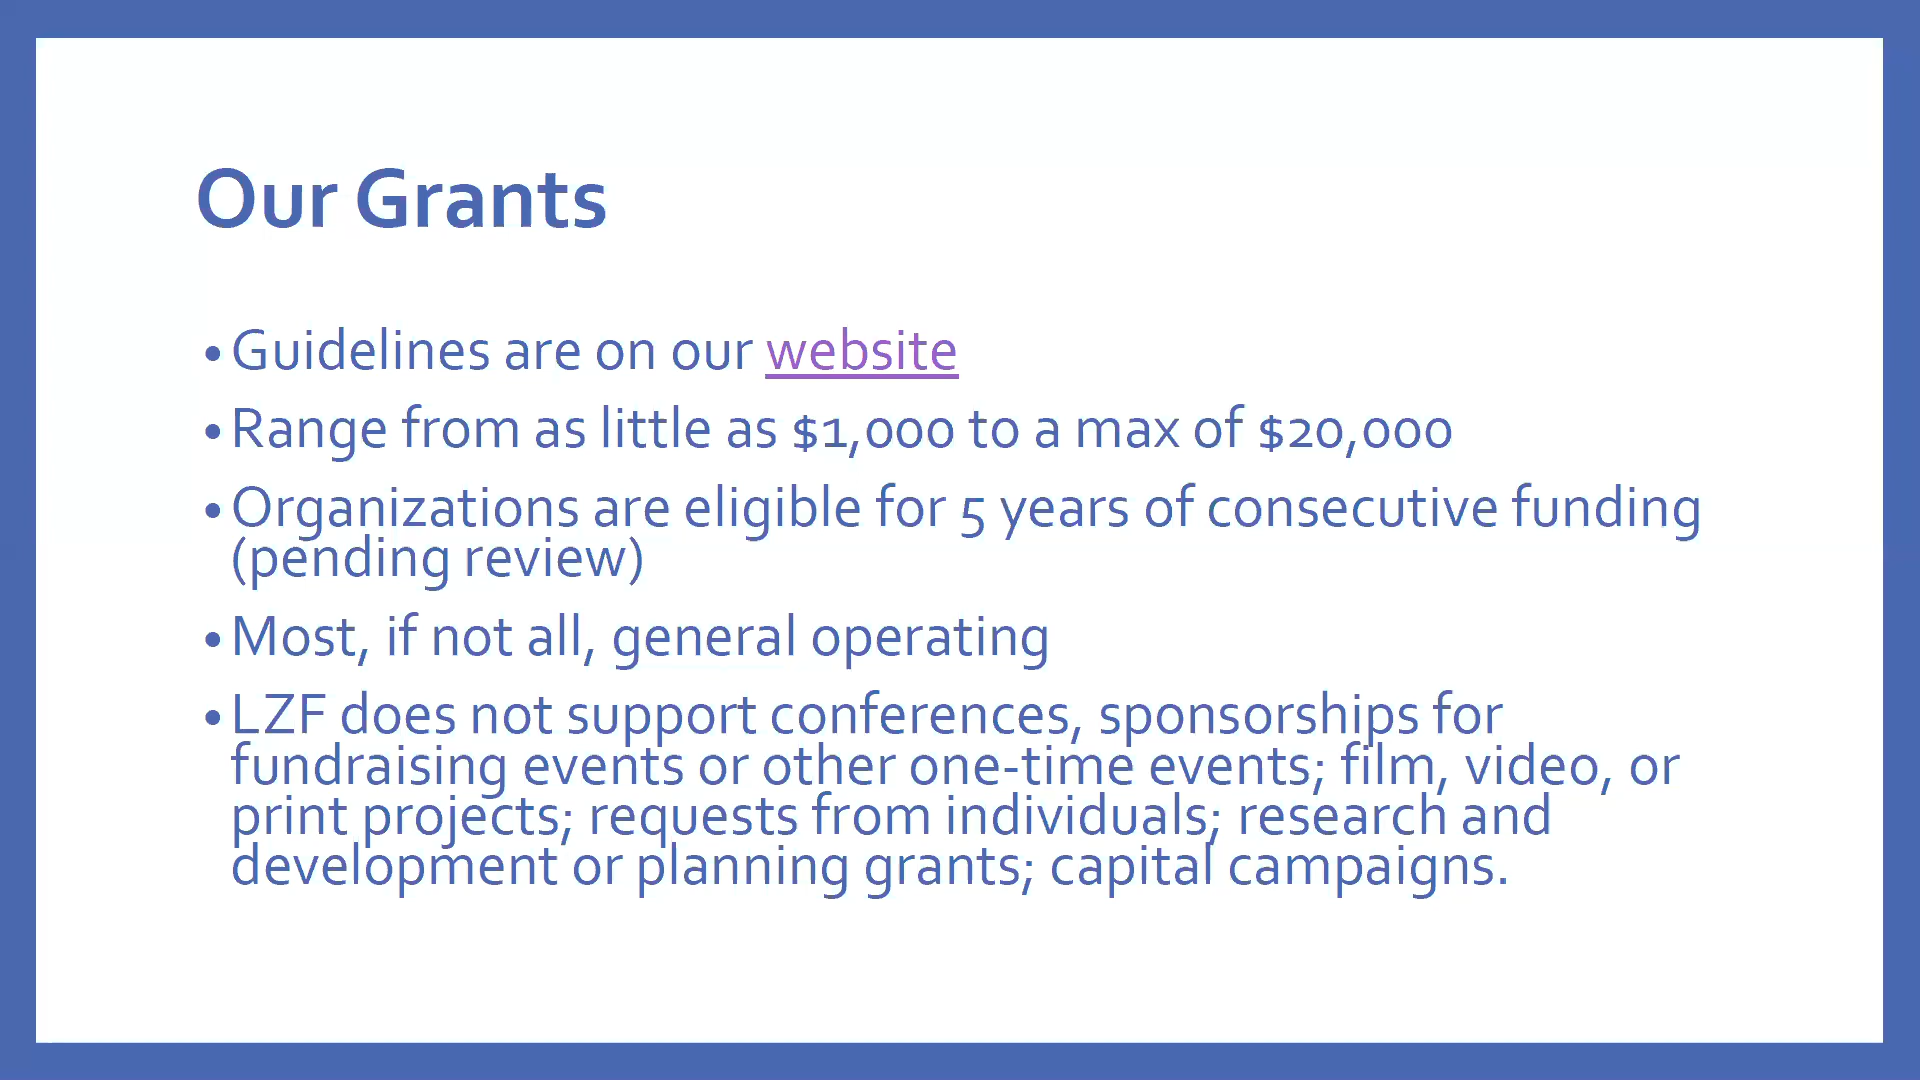 Our Grants
• Guidelines are on our website
• Range from as little as $1,000 to a max of $20,000
• Organizations are eligible for 5 years of consecutive funding
(pending review)
• Most, if not all, general operating
• LZF does not support conferences, sponsorships for
fundraising events or other one-time events; film, video, or
print projects; requests from individuals; research and
development or planning grants; capital campaigns.